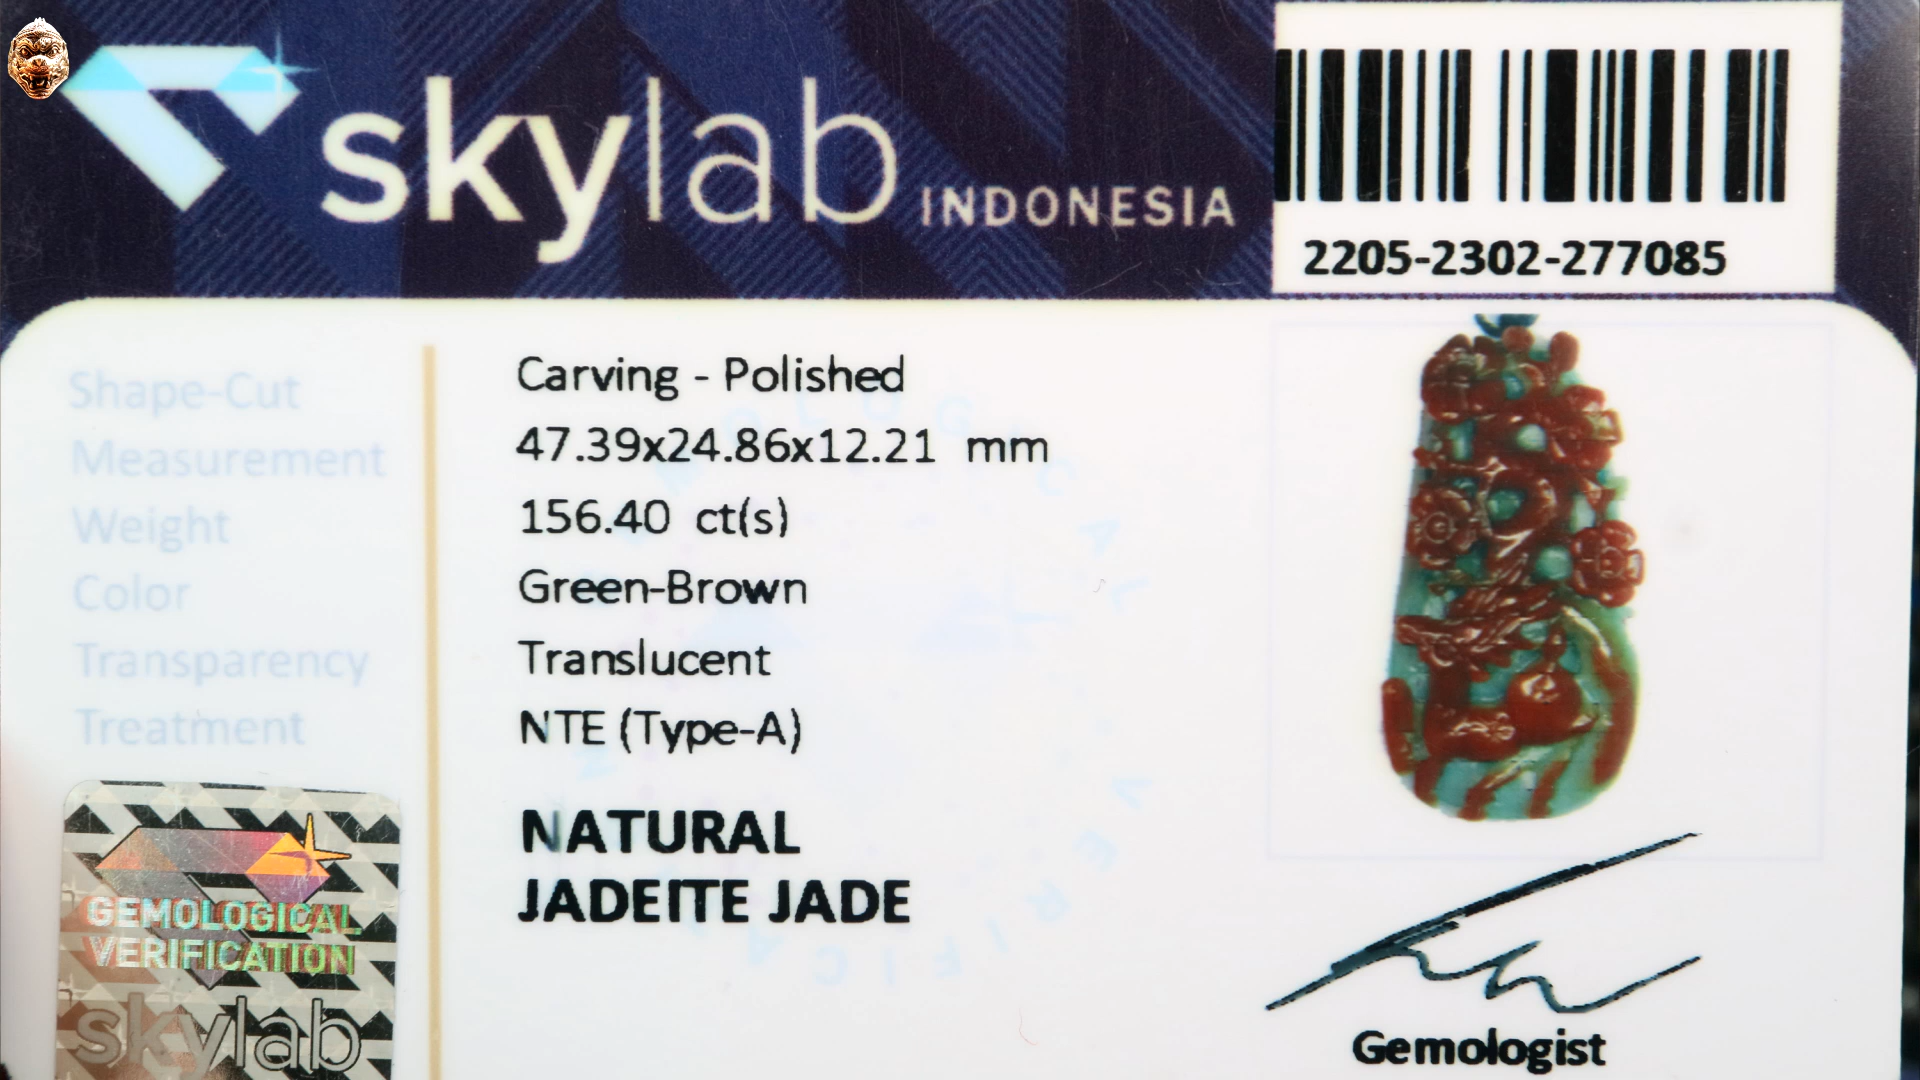 skylab INDONESIA
2205-2302-277085
Shape-Cut
Carving - Polished
Measurement
47.39x24.86x12.21 mm
Weight
156.40 ct(s)
Color
Green-Brown
Transparency
Translucent
Treatment
NTE (Type-A)
NATURAL
JADEITE JADE
GEMOLOGICAL
VERIFICATION
skylab
Gemologist